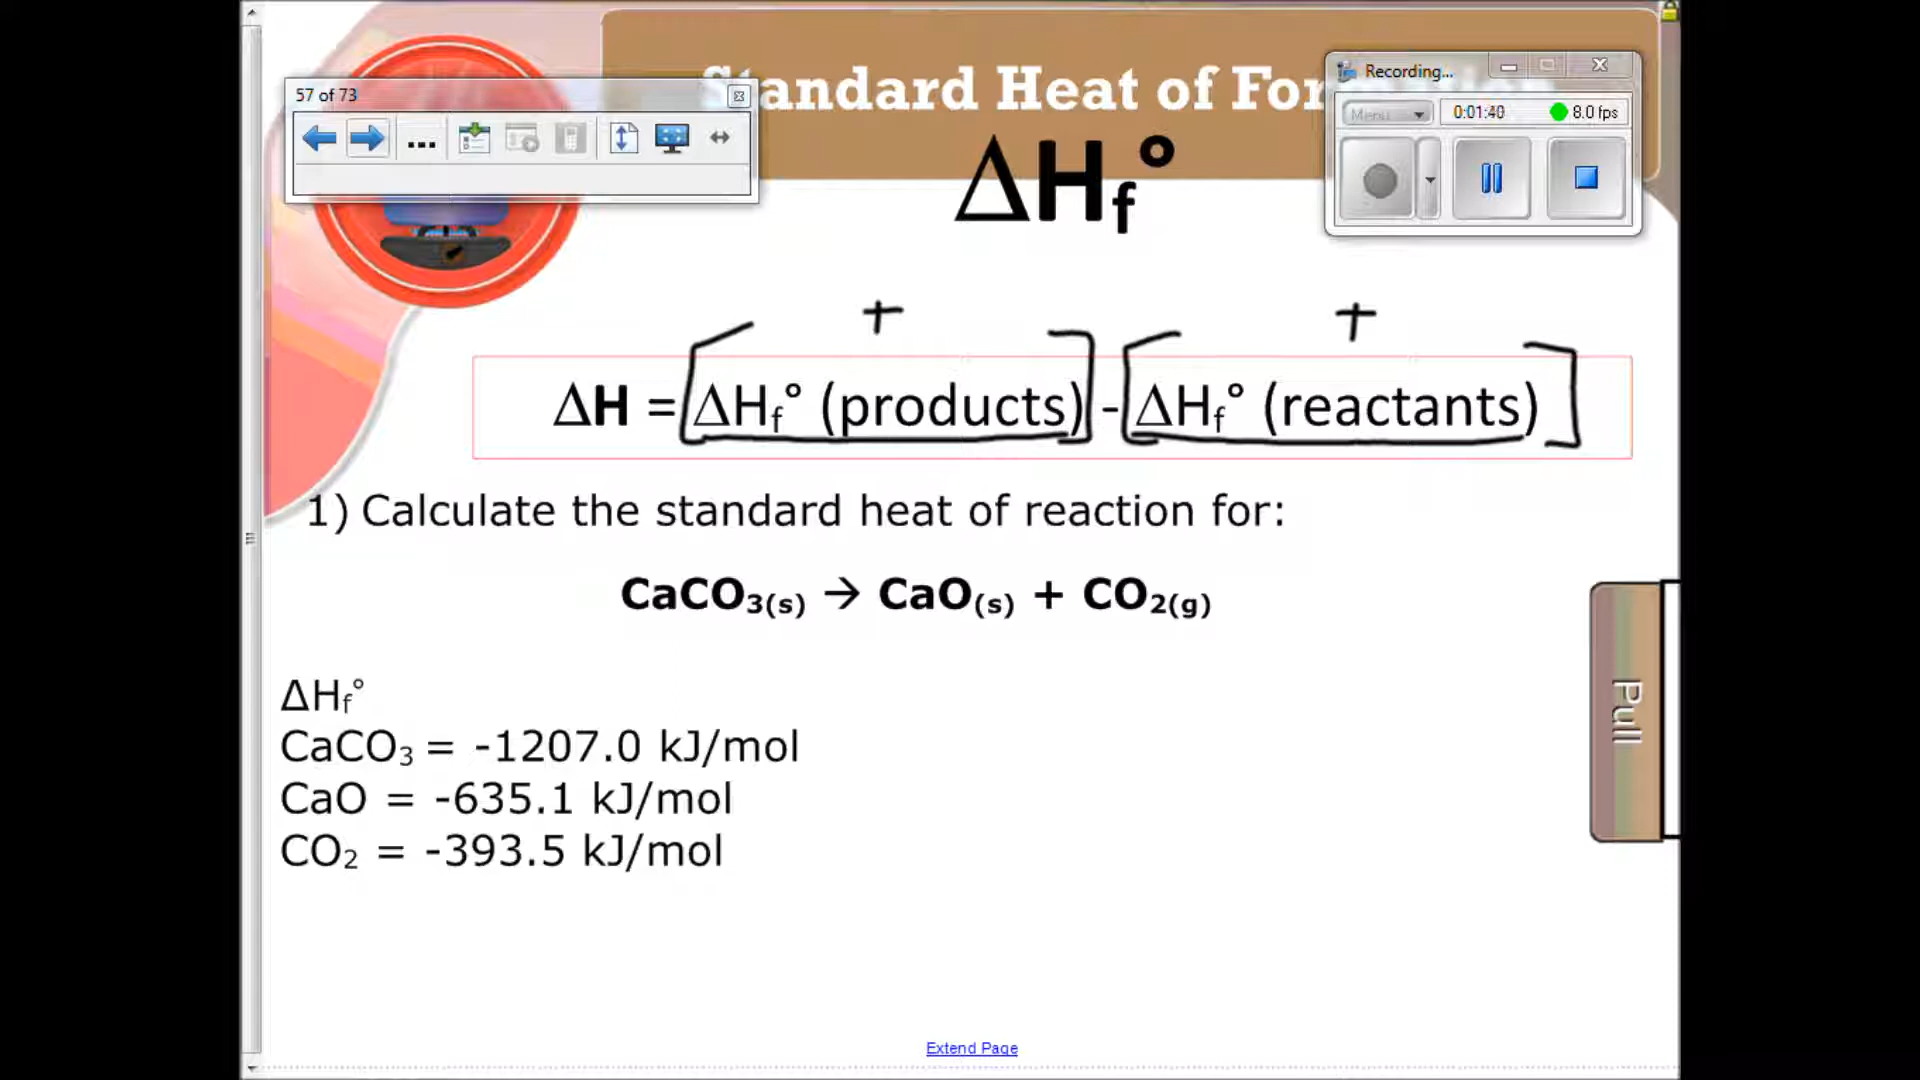 Standard Heat of For
57 of 73
Recording...
Menu
0:01:40
8.0 fps
ΔHf°
+ +
ΔH = [ΔHf° (products)] - [ΔHf° (reactants)]
1) Calculate the standard heat of reaction for:
CaCO3(s) → CaO(s) + CO2(g)
ΔHf°
CaCO3 = -1207.0 kJ/mol
CaO = -635.1 kJ/mol
CO2 = -393.5 kJ/mol
Pull
Extend Page